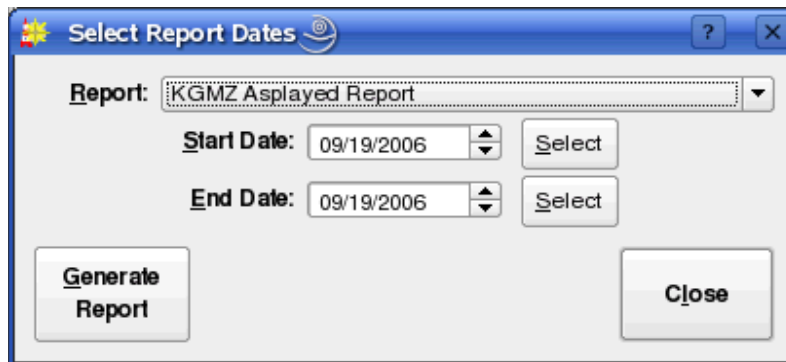 Select Report Dates ? X
Report: KGMZ Asplayed Report
Start Date: 09/19/2006 Select
End Date: 09/19/2006 Select
Generate
Report
Close